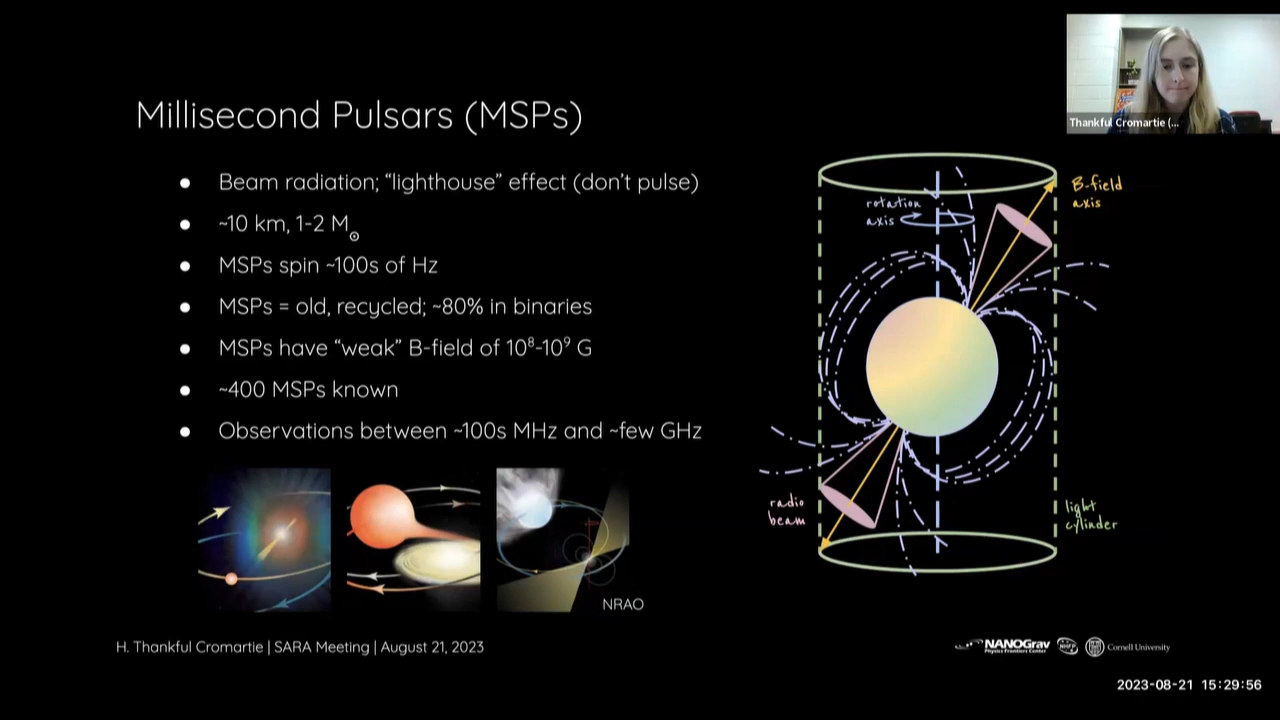 Thankful Cromartie (...
Millisecond Pulsars (MSPs)
● Beam radiation; “lighthouse” effect (don’t pulse)
● ~10 km, 1-2 M☉
● MSPs spin ~100s of Hz
● MSPs = old, recycled; ~80% in binaries
● MSPs have “weak” B-field of 10⁸-10⁹ G
● ~400 MSPs known
● Observations between ~100s MHz and ~few GHz
rotation
axis
B-field
axis
radio
beam
light
cylinder
NRAO
H. Thankful Cromartie | SARA Meeting | August 21, 2023
NANOGrav
Physics Frontiers Center
Cornell University
2023-08-21 15:29:56